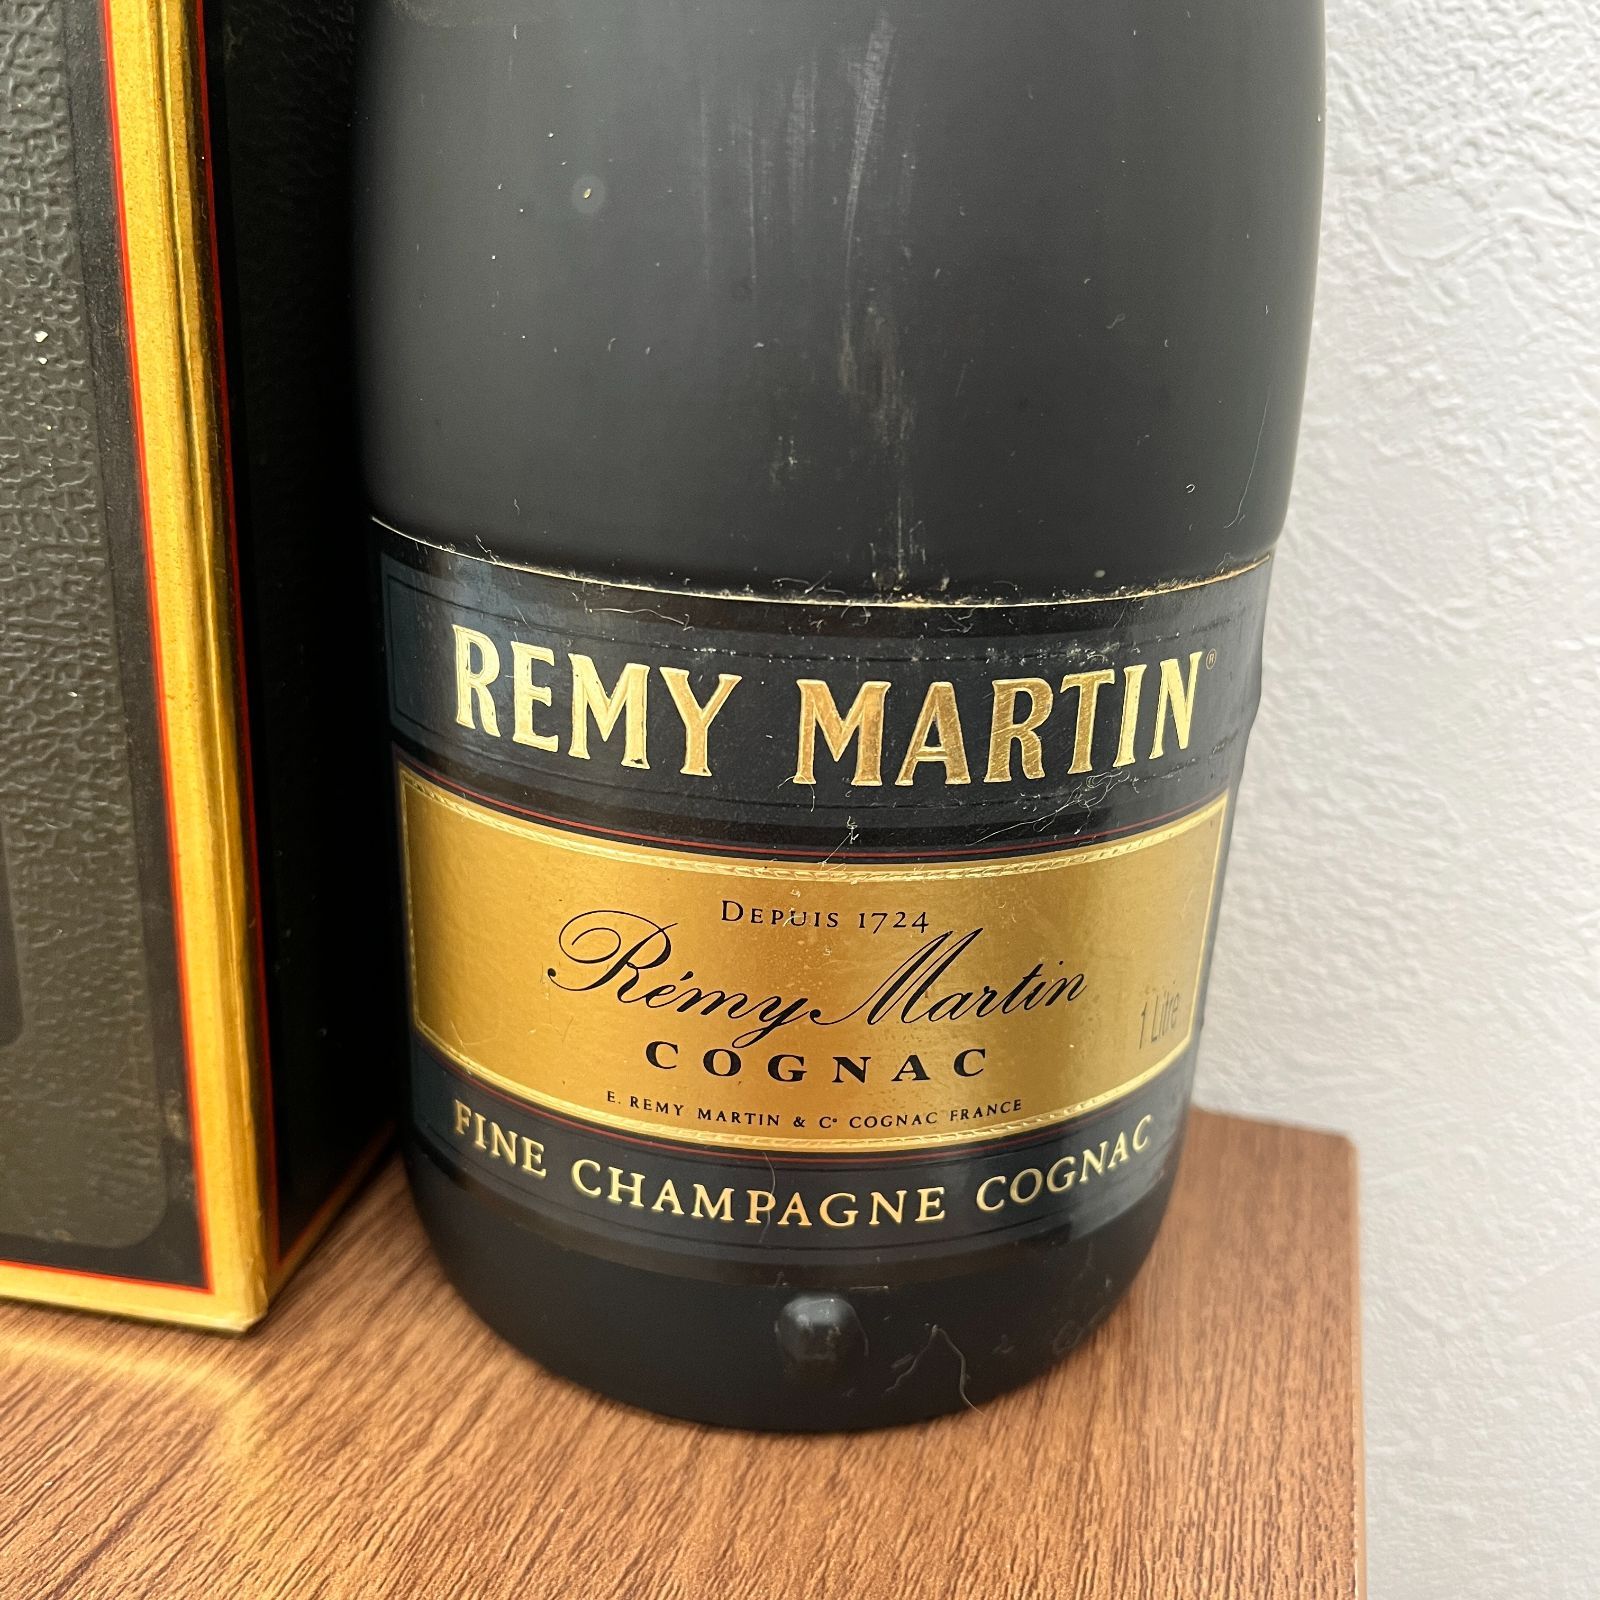 REMY MARTIN®
DEPUIS 1724
Rémy Martin
COGNAC
1 Litre
E. REMY MARTIN & Cº COGNAC FRANCE
FINE CHAMPAGNE COGNAC